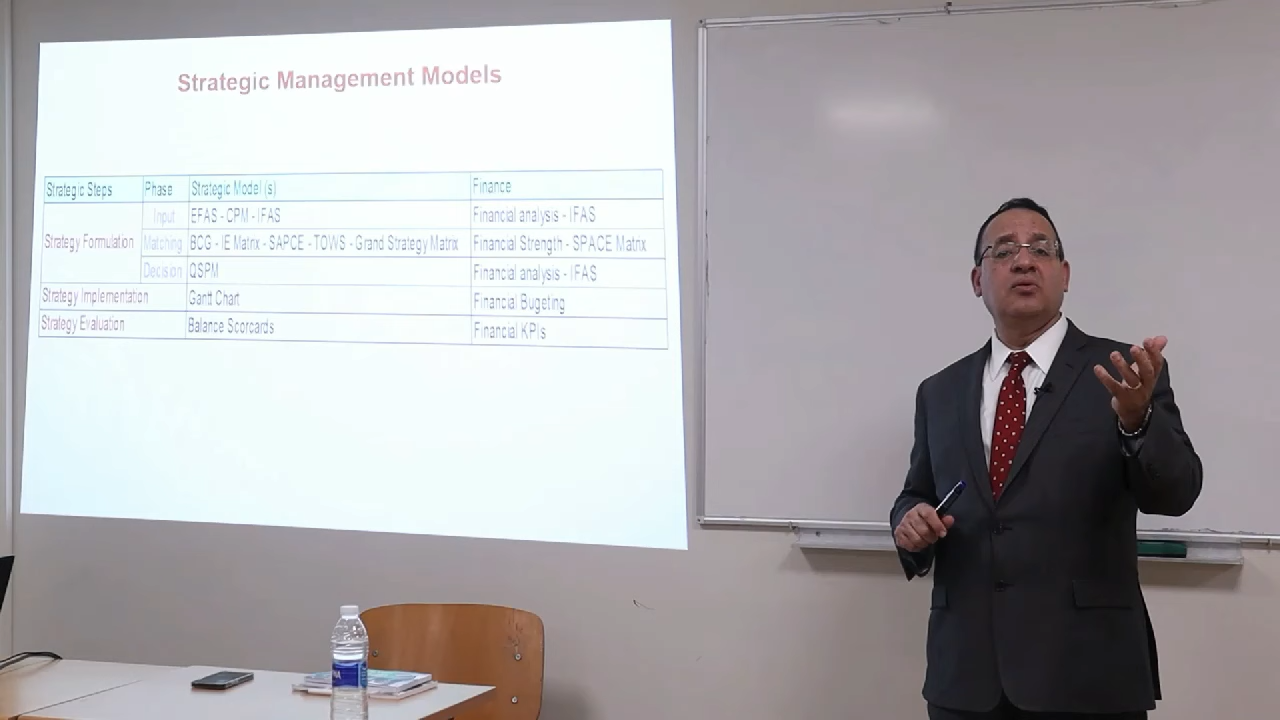 Strategic Management Models
Strategic Steps Phase Strategic Model (s) Finance
Input EFAS - CPM - IFAS Financial analysis - IFAS
Strategy Formulation Matching BCG - IE Matrix - SAPCE - TOWS - Grand Strategy Matrix Financial Strength - SPACE Matrix
Decision QSPM Financial analysis - IFAS
Strategy Implementation Gantt Chart Financial Bugeting
Strategy Evaluation Balance Scorcards Financial KPIs